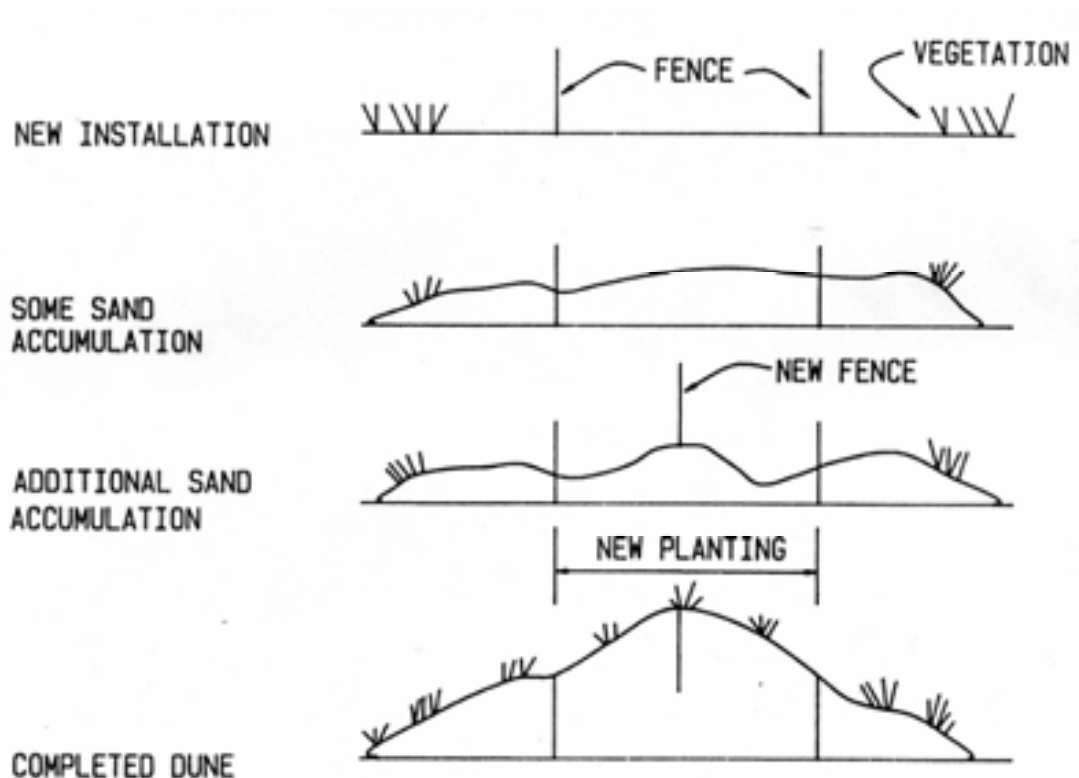 FENCE
VEGETATION
NEW INSTALLATION
SOME SAND
ACCUMULATION
NEW FENCE
ADDITIONAL SAND
ACCUMULATION
NEW PLANTING
COMPLETED DUNE